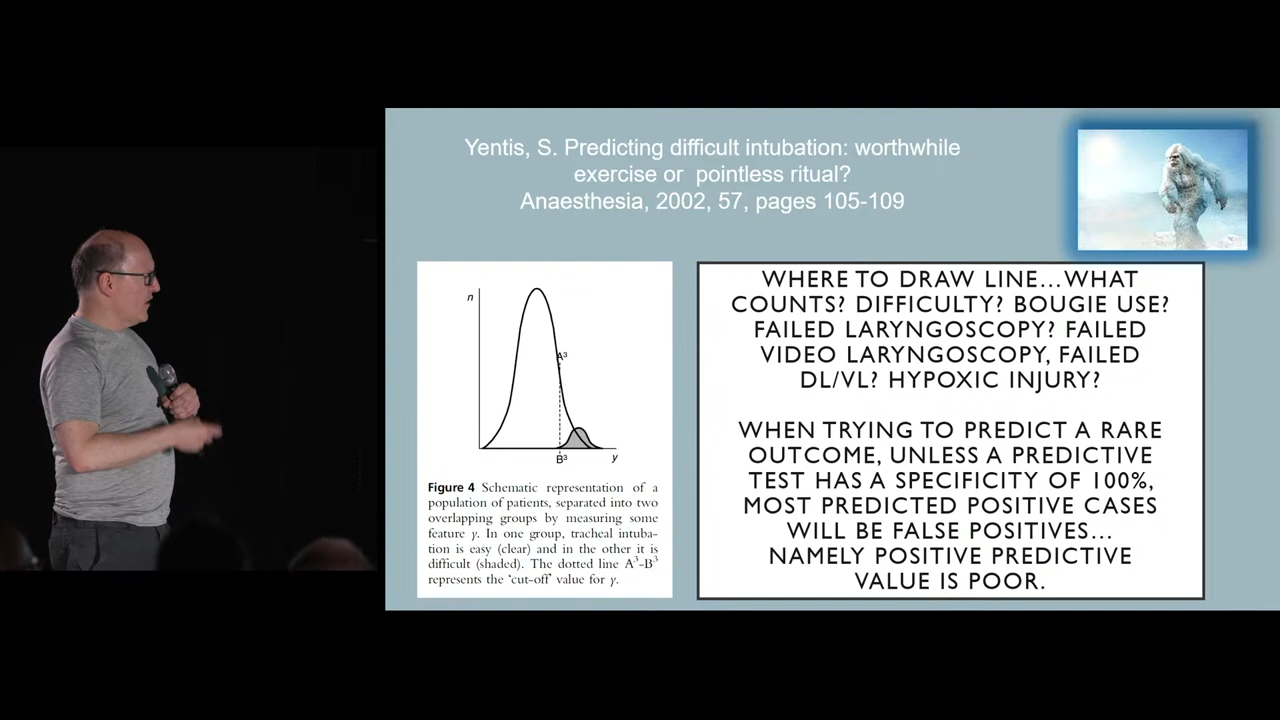 Yentis, S. Predicting difficult intubation: worthwhile
exercise or pointless ritual?
Anaesthesia, 2002, 57, pages 105-109
n
A³
B³
y
Figure 4 Schematic representation of a
population of patients, separated into two
overlapping groups by measuring some
feature y. In one group, tracheal intuba-
tion is easy (clear) and in the other it is
difficult (shaded). The dotted line A³-B³
represents the 'cut-off' value for y.
WHERE TO DRAW LINE...WHAT
COUNTS? DIFFICULTY? BOUGIE USE?
FAILED LARYNGOSCOPY? FAILED
VIDEO LARYNGOSCOPY, FAILED
DL/VL? HYPOXIC INJURY?
WHEN TRYING TO PREDICT A RARE
OUTCOME, UNLESS A PREDICTIVE
TEST HAS A SPECIFICITY OF 100%,
MOST PREDICTED POSITIVE CASES
WILL BE FALSE POSITIVES...
NAMELY POSITIVE PREDICTIVE
VALUE IS POOR.